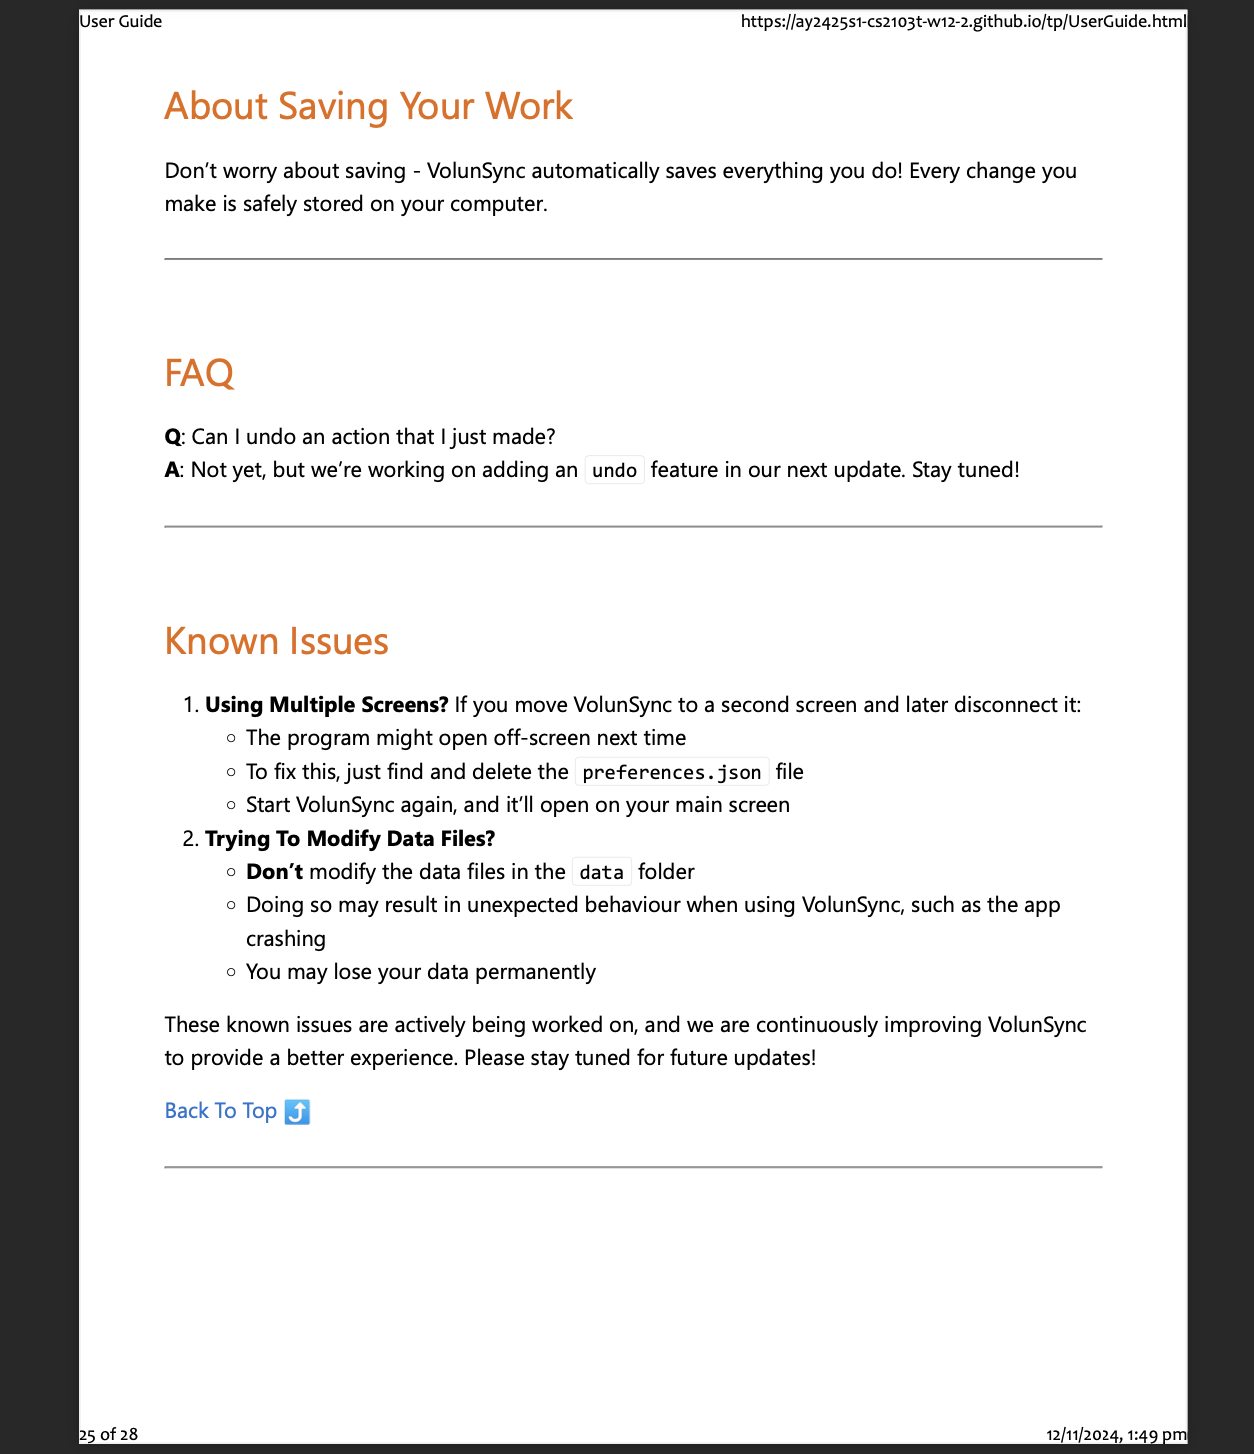 User Guide
https://ay2425s1-cs2103t-w12-2.github.io/tp/UserGuide.html
About Saving Your Work
Don’t worry about saving - VolunSync automatically saves everything you do! Every change you
make is safely stored on your computer.
FAQ
Q: Can I undo an action that I just made?
A: Not yet, but we’re working on adding an undo feature in our next update. Stay tuned!
Known Issues
1. Using Multiple Screens? If you move VolunSync to a second screen and later disconnect it:
○ The program might open off-screen next time
○ To fix this, just find and delete the preferences.json file
○ Start VolunSync again, and it’ll open on your main screen
2. Trying To Modify Data Files?
○ Don’t modify the data files in the data folder
○ Doing so may result in unexpected behaviour when using VolunSync, such as the app
crashing
○ You may lose your data permanently
These known issues are actively being worked on, and we are continuously improving VolunSync
to provide a better experience. Please stay tuned for future updates!
Back To Top ⤴️
25 of 28
12/11/2024, 1:49 pm